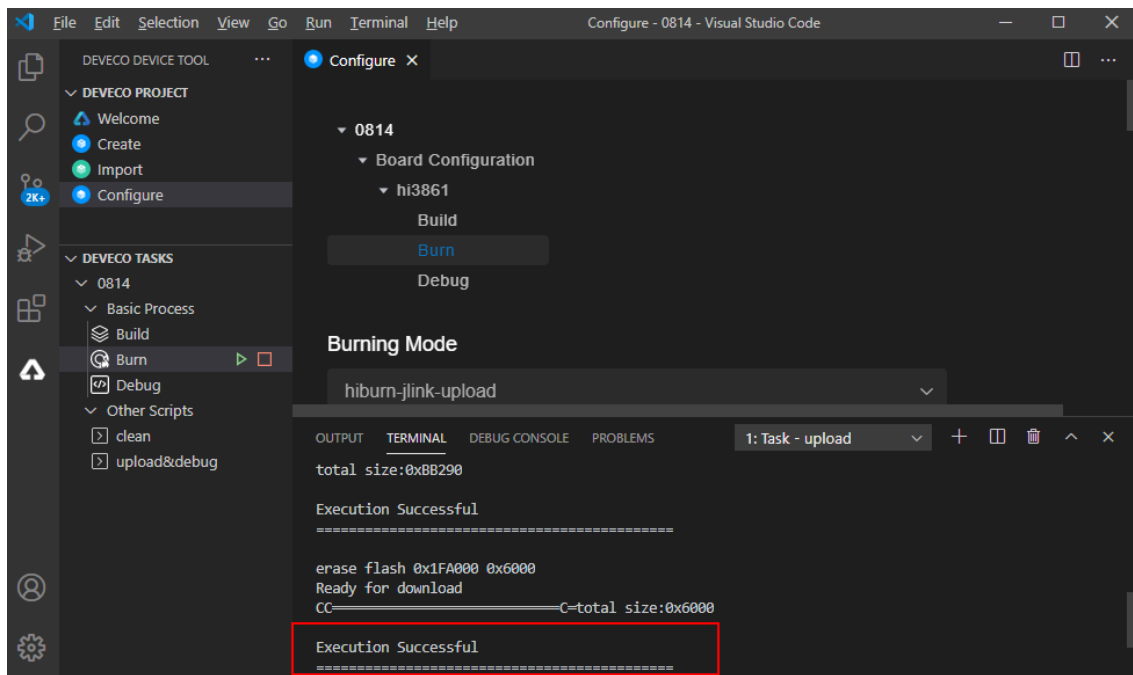 File Edit Selection View Go Run Terminal Help Configure - 0814 - Visual Studio Code
DEVECO DEVICE TOOL
DEVECO PROJECT
Welcome
Create
Import
Configure
2K+
DEVECO TASKS
0814
Basic Process
Build
Burn
Debug
Other Scripts
clean
upload&debug
Configure
0814
Board Configuration
hi3861
Build
Burn
Debug
Burning Mode
hiburn-jlink-upload
OUTPUT TERMINAL DEBUG CONSOLE PROBLEMS 1: Task - upload
total size:0xBB290
Execution Successful
============================================
erase flash 0x1FA000 0x6000
Ready for download
CC════════════════════════════C═total size:0x6000
Execution Successful
============================================